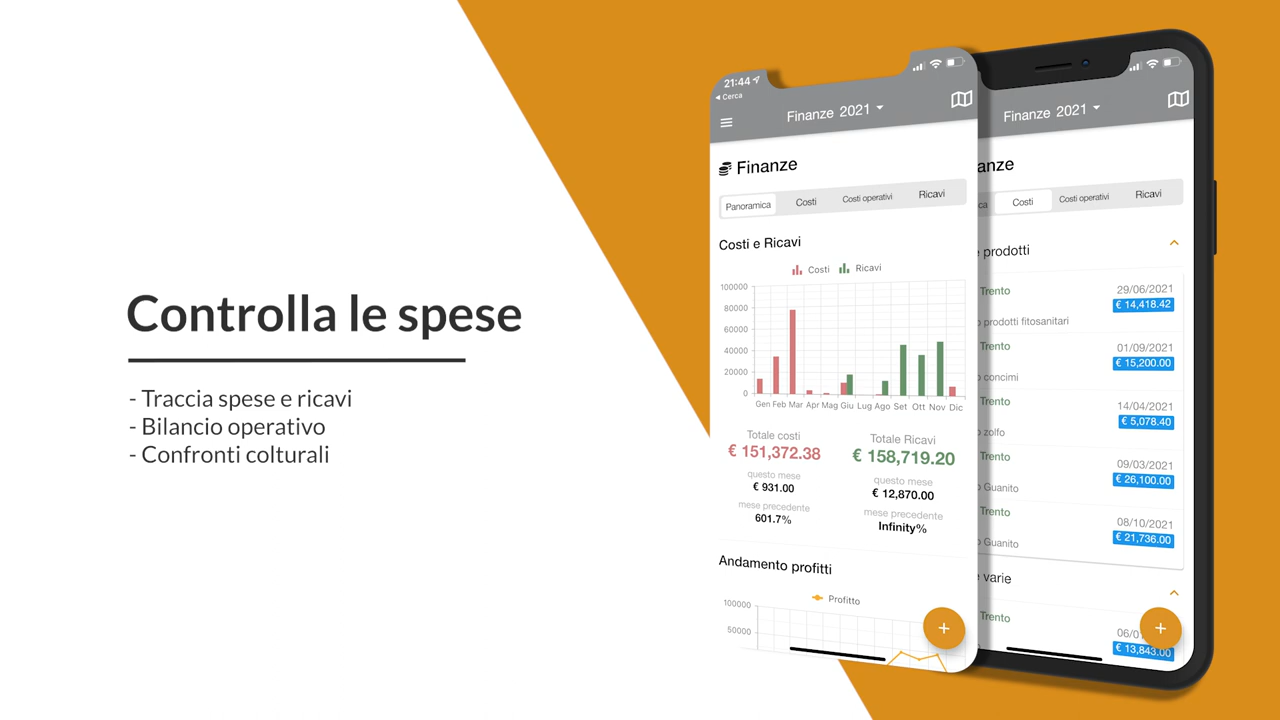 Controlla le spese
- Traccia spese e ricavi
- Bilancio operativo
- Confronti colturali
21:44
Cerca
Finanze 2021
Finanze
Panoramica Costi Costi operativi Ricavi
Costi e Ricavi
Costi Ricavi
100000
80000
60000
40000
20000
0
Gen Feb Mar Apr Mag Giu Lug Ago Set Ott Nov Dic
Totale costi Totale Ricavi
€ 151,372.38 € 158,719.20
questo mese questo mese
€ 931.00 € 12,870.00
mese precedente mese precedente
601.7% Infinity%
Andamento profitti
Profitto
100000
50000
+
Finanze 2021
anze
ca Costi Costi operativi Ricavi
prodotti
Trento 29/06/2021
€ 14,418.42
prodotti fitosanitari
Trento 01/09/2021
€ 15,200.00
concimi
Trento 14/04/2021
€ 5,078.40
zolfo
Trento 09/03/2021
€ 26,100.00
Guanito
Trento 08/10/2021
€ 21,736.00
Guanito
varie
Trento 06/0
€ 13,843.00
+